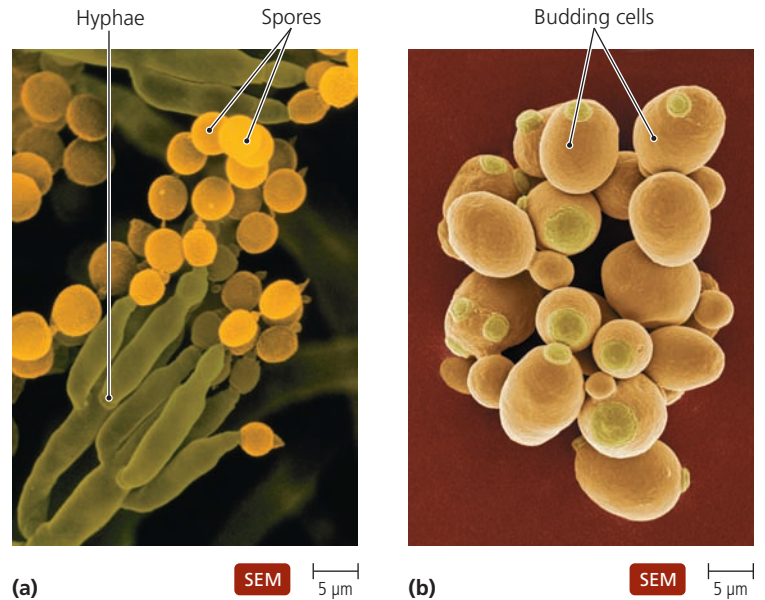 Hyphae
Spores
Budding cells
(a)
SEM
5 µm
(b)
SEM
5 µm